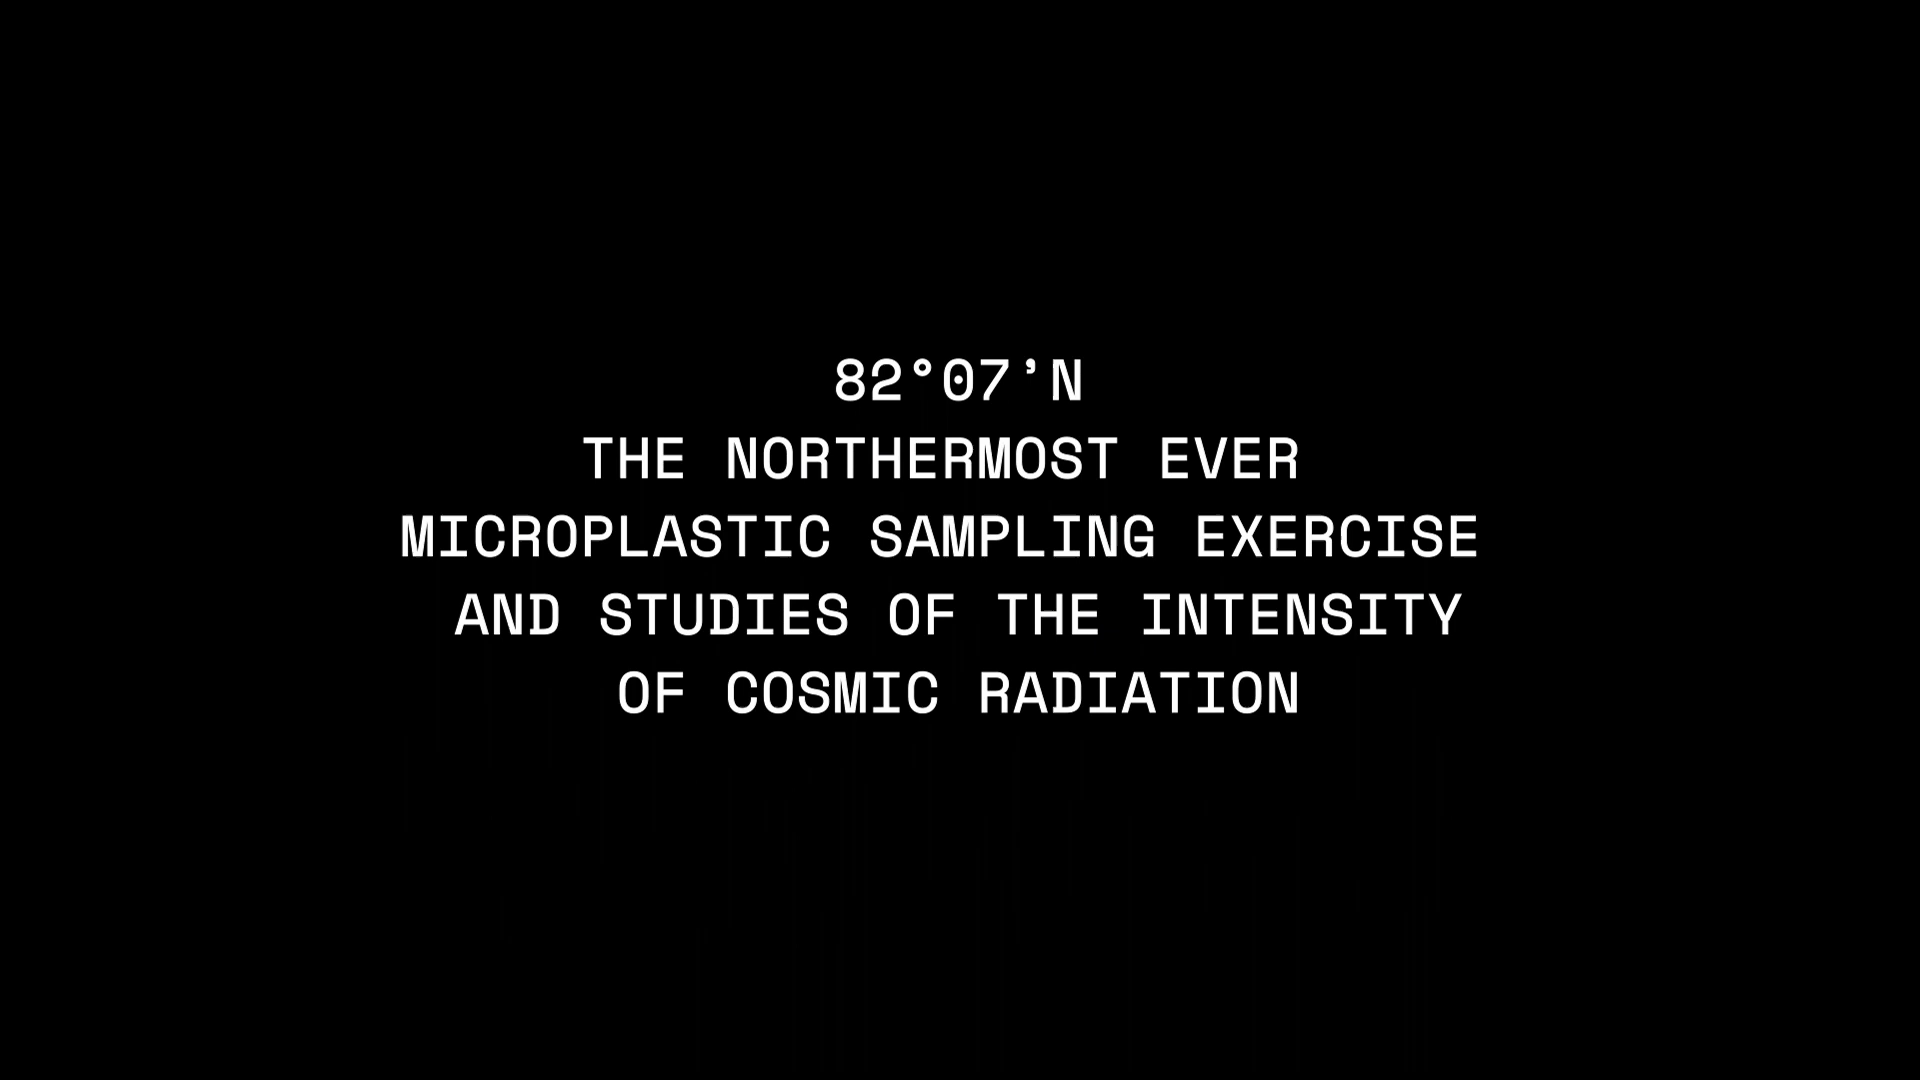 82°07’N
THE NORTHERMOST EVER
MICROPLASTIC SAMPLING EXERCISE
AND STUDIES OF THE INTENSITY
OF COSMIC RADIATION